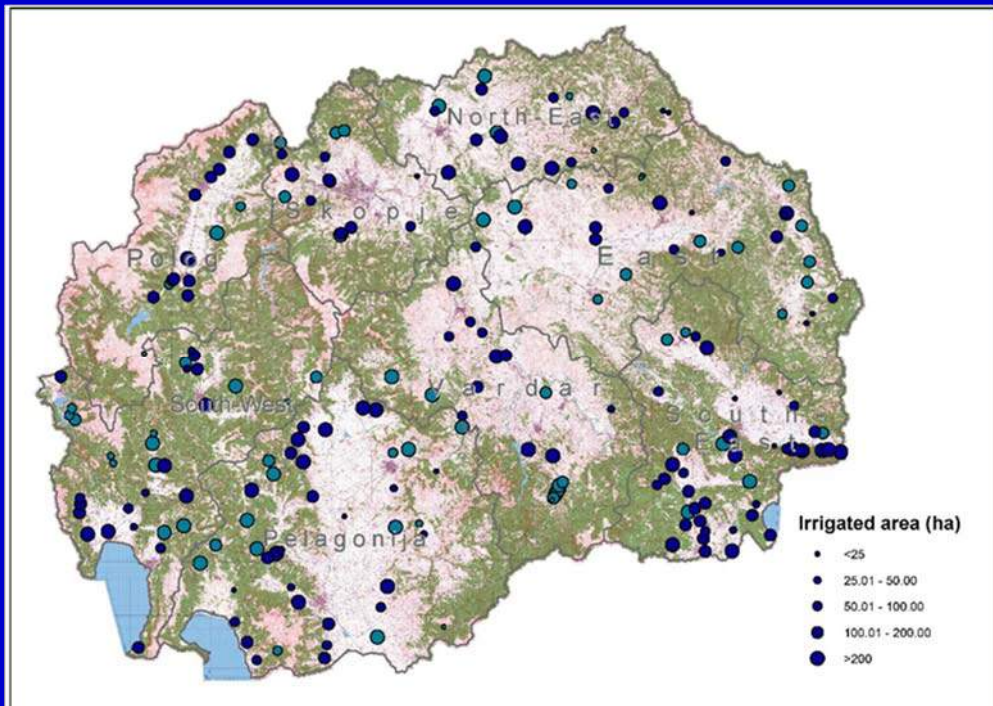 North-East
Skopje
Polog
East
Vardar
South-West
South-
East
Pelagonija
Irrigated area (ha)
<25
25.01 - 50.00
50.01 - 100.00
100.01 - 200.00
>200